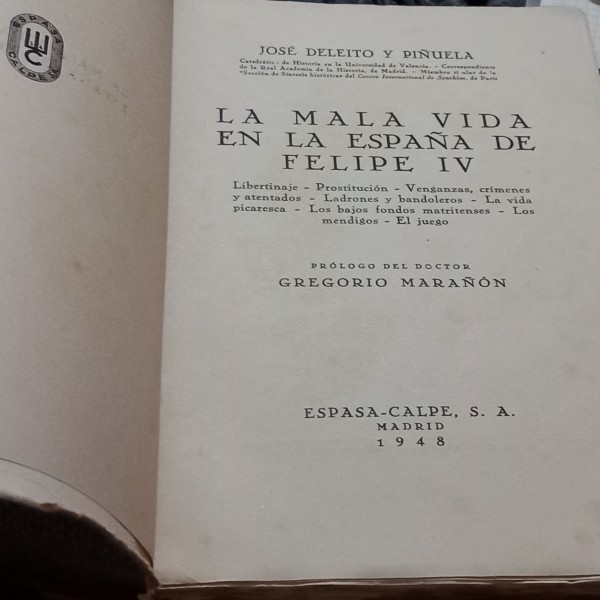 ESPASA
CALPE
JOSÉ DELEITO Y PIÑUELA
de Historia en la Universidad de Valencia. - Correspondiente
de la Real Academia de la Historia, de Madrid. - Miembro de la
"Sección de Síntesis histórica" del Centre International de Synthèse, de París
LA MALA VIDA
EN LA ESPAÑA DE
FELIPE IV
Libertinaje - Prostitución - Venganzas, crímenes
y atentados - Ladrones y bandoleros - La vida
picaresca - Los bajos fondos matritenses - Los
mendigos - El juego
PRÓLOGO DEL DOCTOR
GREGORIO MARAÑÓN
ESPASA-CALPE, S. A.
MADRID
1948